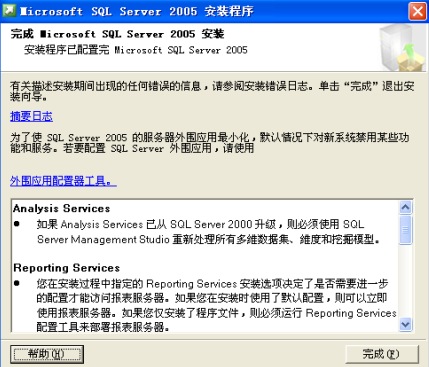 Microsoft SQL Server 2005 安装程序
完成 Microsoft SQL Server 2005 安装
安装程序已配置完 Microsoft SQL Server 2005
有关描述安装期间出现的任何错误的信息，请参阅安装错误日志。单击“完成”退出安
装向导。
摘要日志
为了使 SQL Server 2005 的服务器外围应用最小化，默认情况下对新系统禁用某些功
能和服务。若要配置 SQL Server 外围应用，请使用
外围应用配置器工具。
Analysis Services
● 如果 Analysis Services 已从 SQL Server 2000 升级，则必须使用 SQL
Server Management Studio 重新处理所有多维数据集、维度和挖掘模型。
Reporting Services
● 您在安装过程中指定的 Reporting Services 安装选项决定了是否需要进一步
的配置才能访问报表服务器。如果您在安装时使用了默认配置，则可以立即
使用报表服务器。如果您仅安装了程序文件，则必须运行 Reporting Services
配置工具来部署报表服务器。
帮助(H) 完成(F)